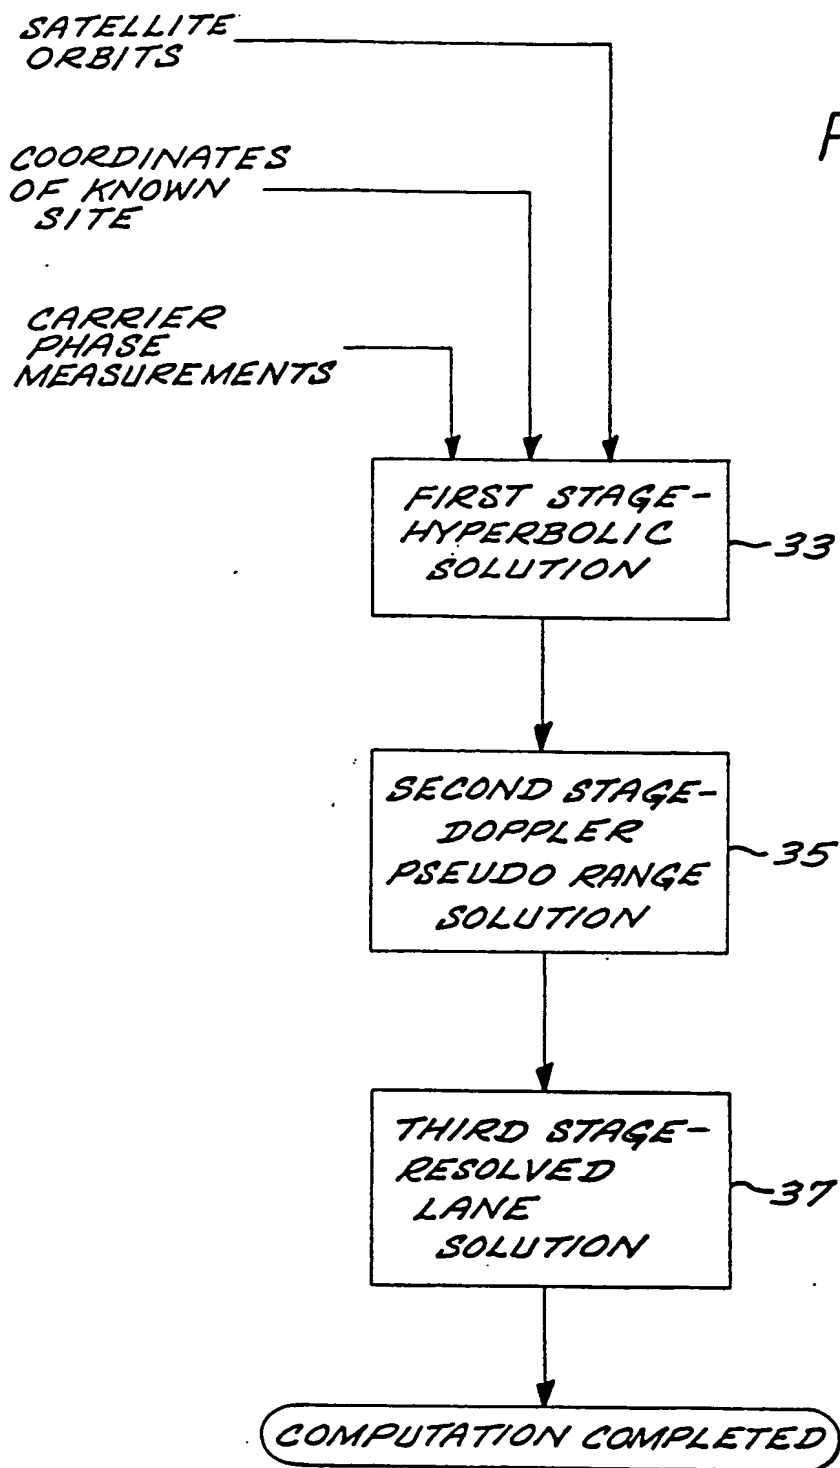 SATELLITE
ORBITS
F
COORDINATES
OF KNOWN
SITE
CARRIER
PHASE
MEASUREMENTS
FIRST STAGE-
HYPERBOLIC
SOLUTION
33
SECOND STAGE-
DOPPLER
PSEUDO RANGE
SOLUTION
35
THIRD STAGE-
RESOLVED
LANE
SOLUTION
37
COMPUTATION COMPLETED